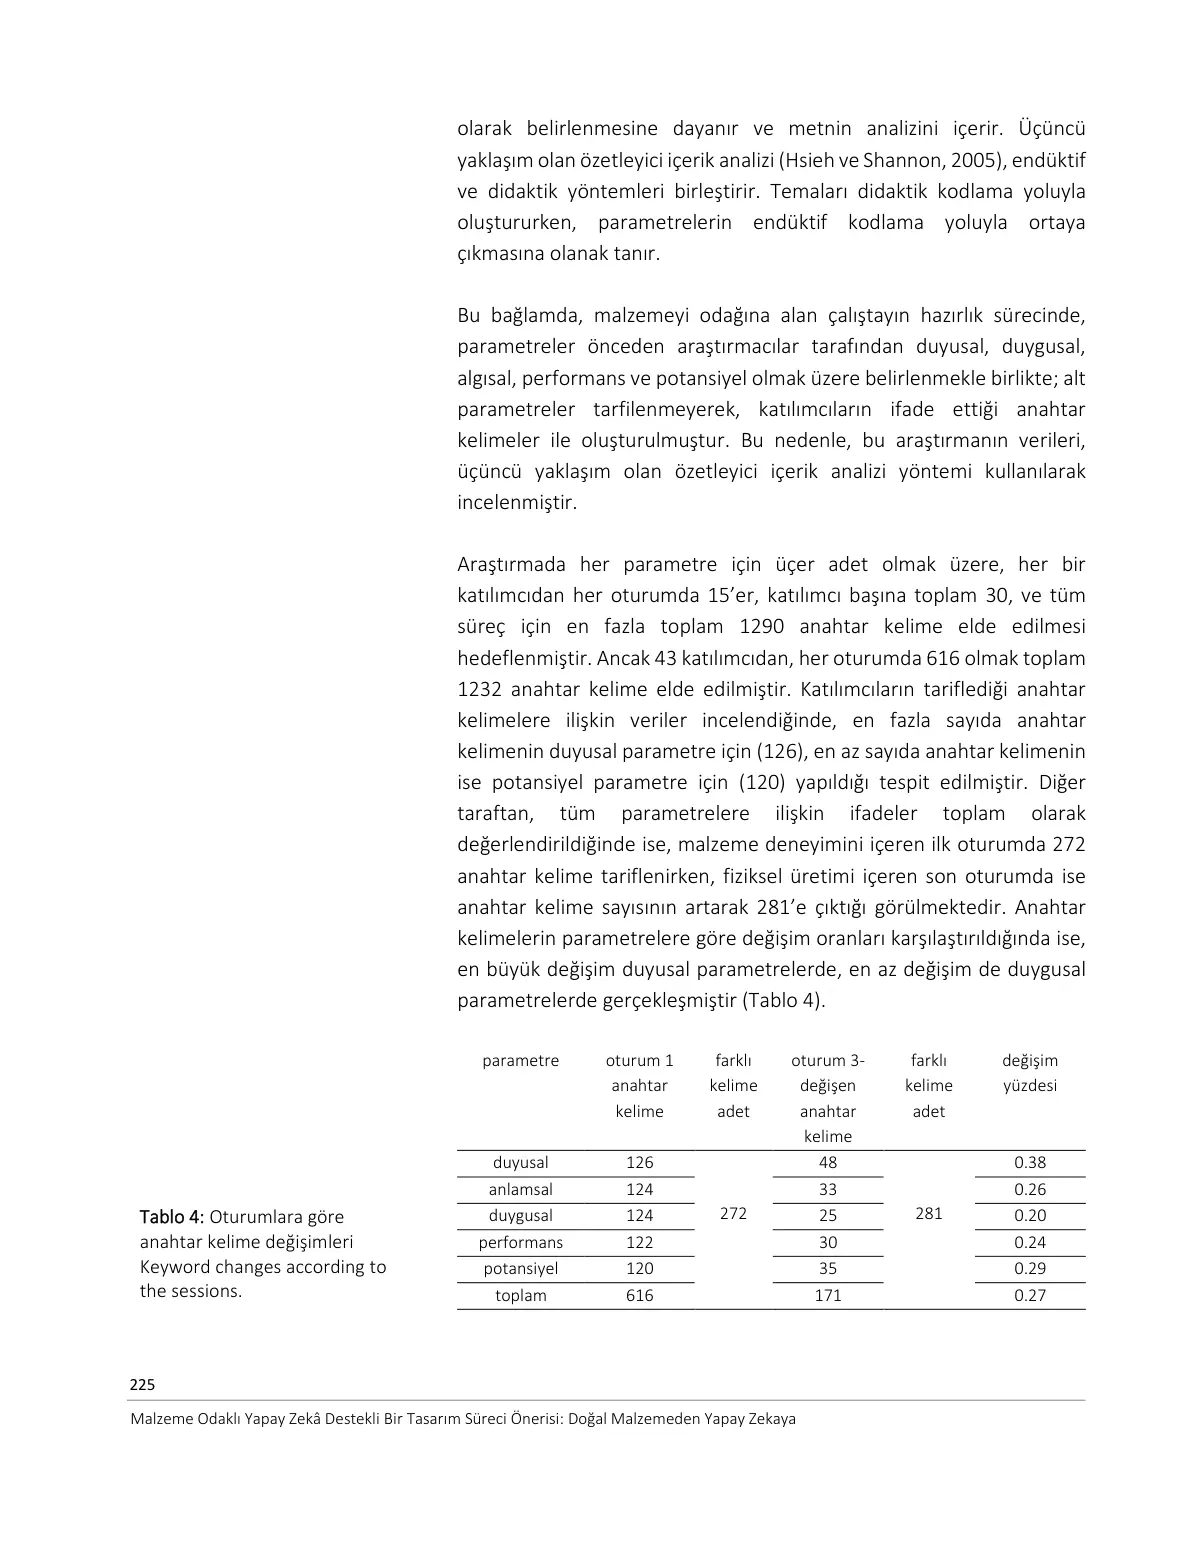 olarak belirlenmesine dayanır ve metnin analizini içerir. Üçüncü
yaklaşım olan özetleyici içerik analizi (Hsieh ve Shannon, 2005), endüktif
ve didaktik yöntemleri birleştirir. Temaları didaktik kodlama yoluyla
oluştururken, parametrelerin endüktif kodlama yoluyla ortaya
çıkmasına olanak tanır.
Bu bağlamda, malzemeyi odağına alan çalıştayın hazırlık sürecinde,
parametreler önceden araştırmacılar tarafından duyusal, duygusal,
algısal, performans ve potansiyel olmak üzere belirlenmekle birlikte; alt
parametreler tarfilenmeyerek, katılımcıların ifade ettiği anahtar
kelimeler ile oluşturulmuştur. Bu nedenle, bu araştırmanın verileri,
üçüncü yaklaşım olan özetleyici içerik analizi yöntemi kullanılarak
incelenmiştir.
Araştırmada her parametre için üçer adet olmak üzere, her bir
katılımcıdan her oturumda 15’er, katılımcı başına toplam 30, ve tüm
süreç için en fazla toplam 1290 anahtar kelime elde edilmesi
hedeflenmiştir. Ancak 43 katılımcıdan, her oturumda 616 olmak toplam
1232 anahtar kelime elde edilmiştir. Katılımcıların tariflediği anahtar
kelimelere ilişkin veriler incelendiğinde, en fazla sayıda anahtar
kelimenin duyusal parametre için (126), en az sayıda anahtar kelimenin
ise potansiyel parametre için (120) yapıldığı tespit edilmiştir. Diğer
taraftan, tüm parametrelere ilişkin ifadeler toplam olarak
değerlendirildiğinde ise, malzeme deneyimini içeren ilk oturumda 272
anahtar kelime tariflenirken, fiziksel üretimi içeren son oturumda ise
anahtar kelime sayısının artarak 281’e çıktığı görülmektedir. Anahtar
kelimelerin parametrelere göre değişim oranları karşılaştırıldığında ise,
en büyük değişim duyusal parametrelerde, en az değişim de duygusal
parametrelerde gerçekleşmiştir (Tablo 4).
parametre oturum 1 farklı oturum 3- farklı değişim
anahtar kelime değişen kelime yüzdesi
kelime adet anahtar adet
kelime
duyusal 126 48 0.38
anlamsal 124 33 0.26
duygusal 124 272 25 281 0.20
performans 122 30 0.24
potansiyel 120 35 0.29
toplam 616 171 0.27
Tablo 4: Oturumlara göre
anahtar kelime değişimleri
Keyword changes according to
the sessions.
225
Malzeme Odaklı Yapay Zekâ Destekli Bir Tasarım Süreci Önerisi: Doğal Malzemeden Yapay Zekaya